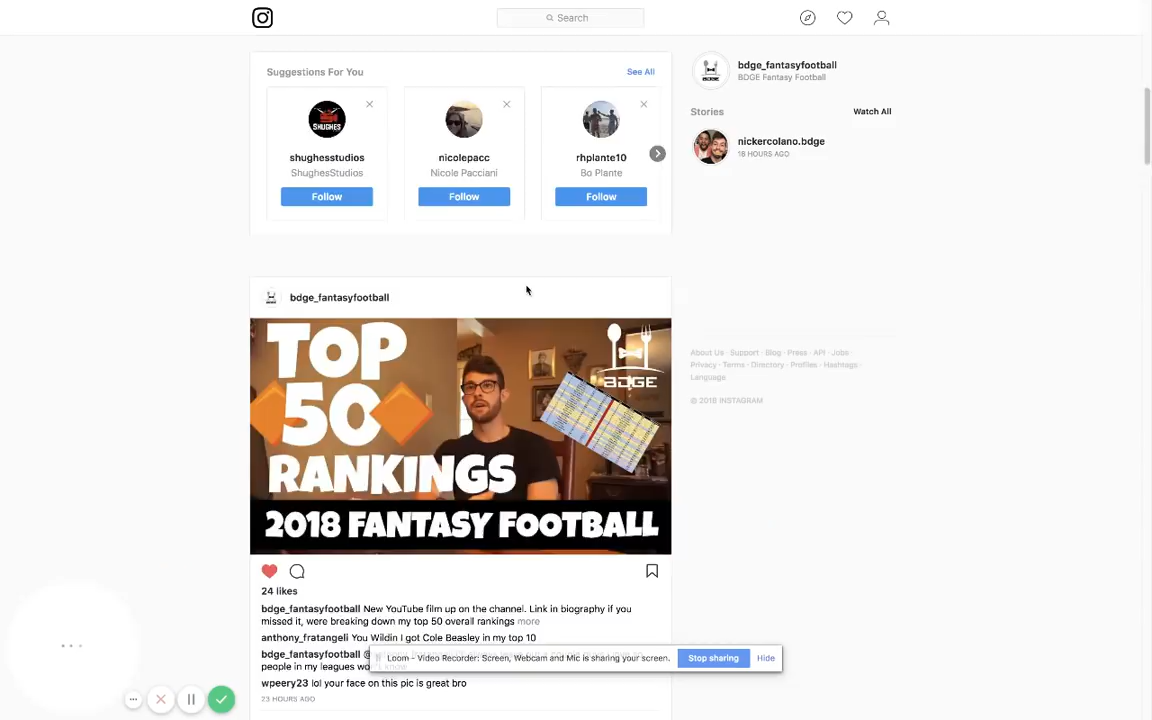 Search
Suggestions For You
See All
SHUGHES
shughesstudios
ShughesStudios
Follow
nicolepacc
Nicole Pacciani
Follow
rhplante10
Bo Plante
Follow
BDGE
bdge_fantasyfootball
BDGE Fantasy Football
Stories
Watch All
nickercolano.bdge
18 HOURS AGO
About Us · Support · Blog · Press · API · Jobs ·
Privacy · Terms · Directory · Profiles · Hashtags ·
Language
© 2018 INSTAGRAM
bdge_fantasyfootball
TOP
50
RANKINGS
2018 FANTASY FOOTBALL
BDGE
24 likes
bdge_fantasyfootball New YouTube film up on the channel. Link in biography if you
missed it, were breaking down my top 50 overall rankings more
anthony_fratangeli You Wildin I got Cole Beasley in my top 10
bdge_fantasyfootball @
people in my leagues won't know
wpeery23 lol your face on this pic is great bro
23 HOURS AGO
Loom - Video Recorder: Screen, Webcam and Mic is sharing your screen.
Stop sharing
Hide